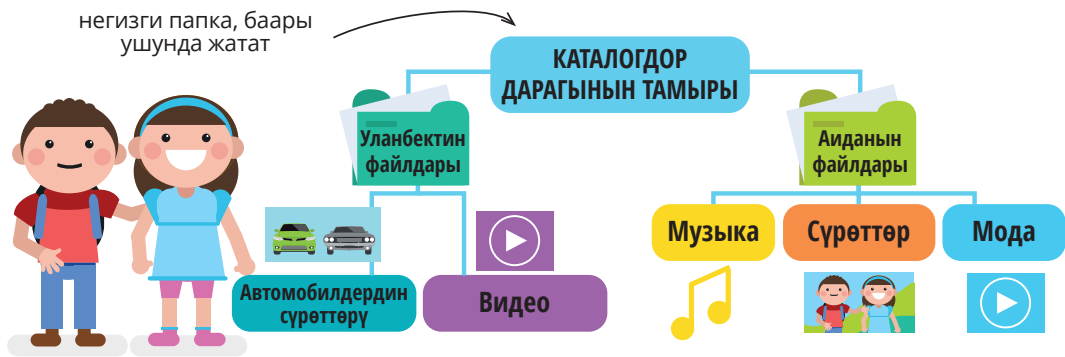 негизги папка, баары
ушунда жатат
КАТАЛОГДОР
ДАРАГЫНЫН ТАМЫРЫ
Уланбектин
файлдары
Аиданын
файлдары
Автомобилдердин
сүрөттөрү
Видео
Музыка
Сүрөттөр
Мода